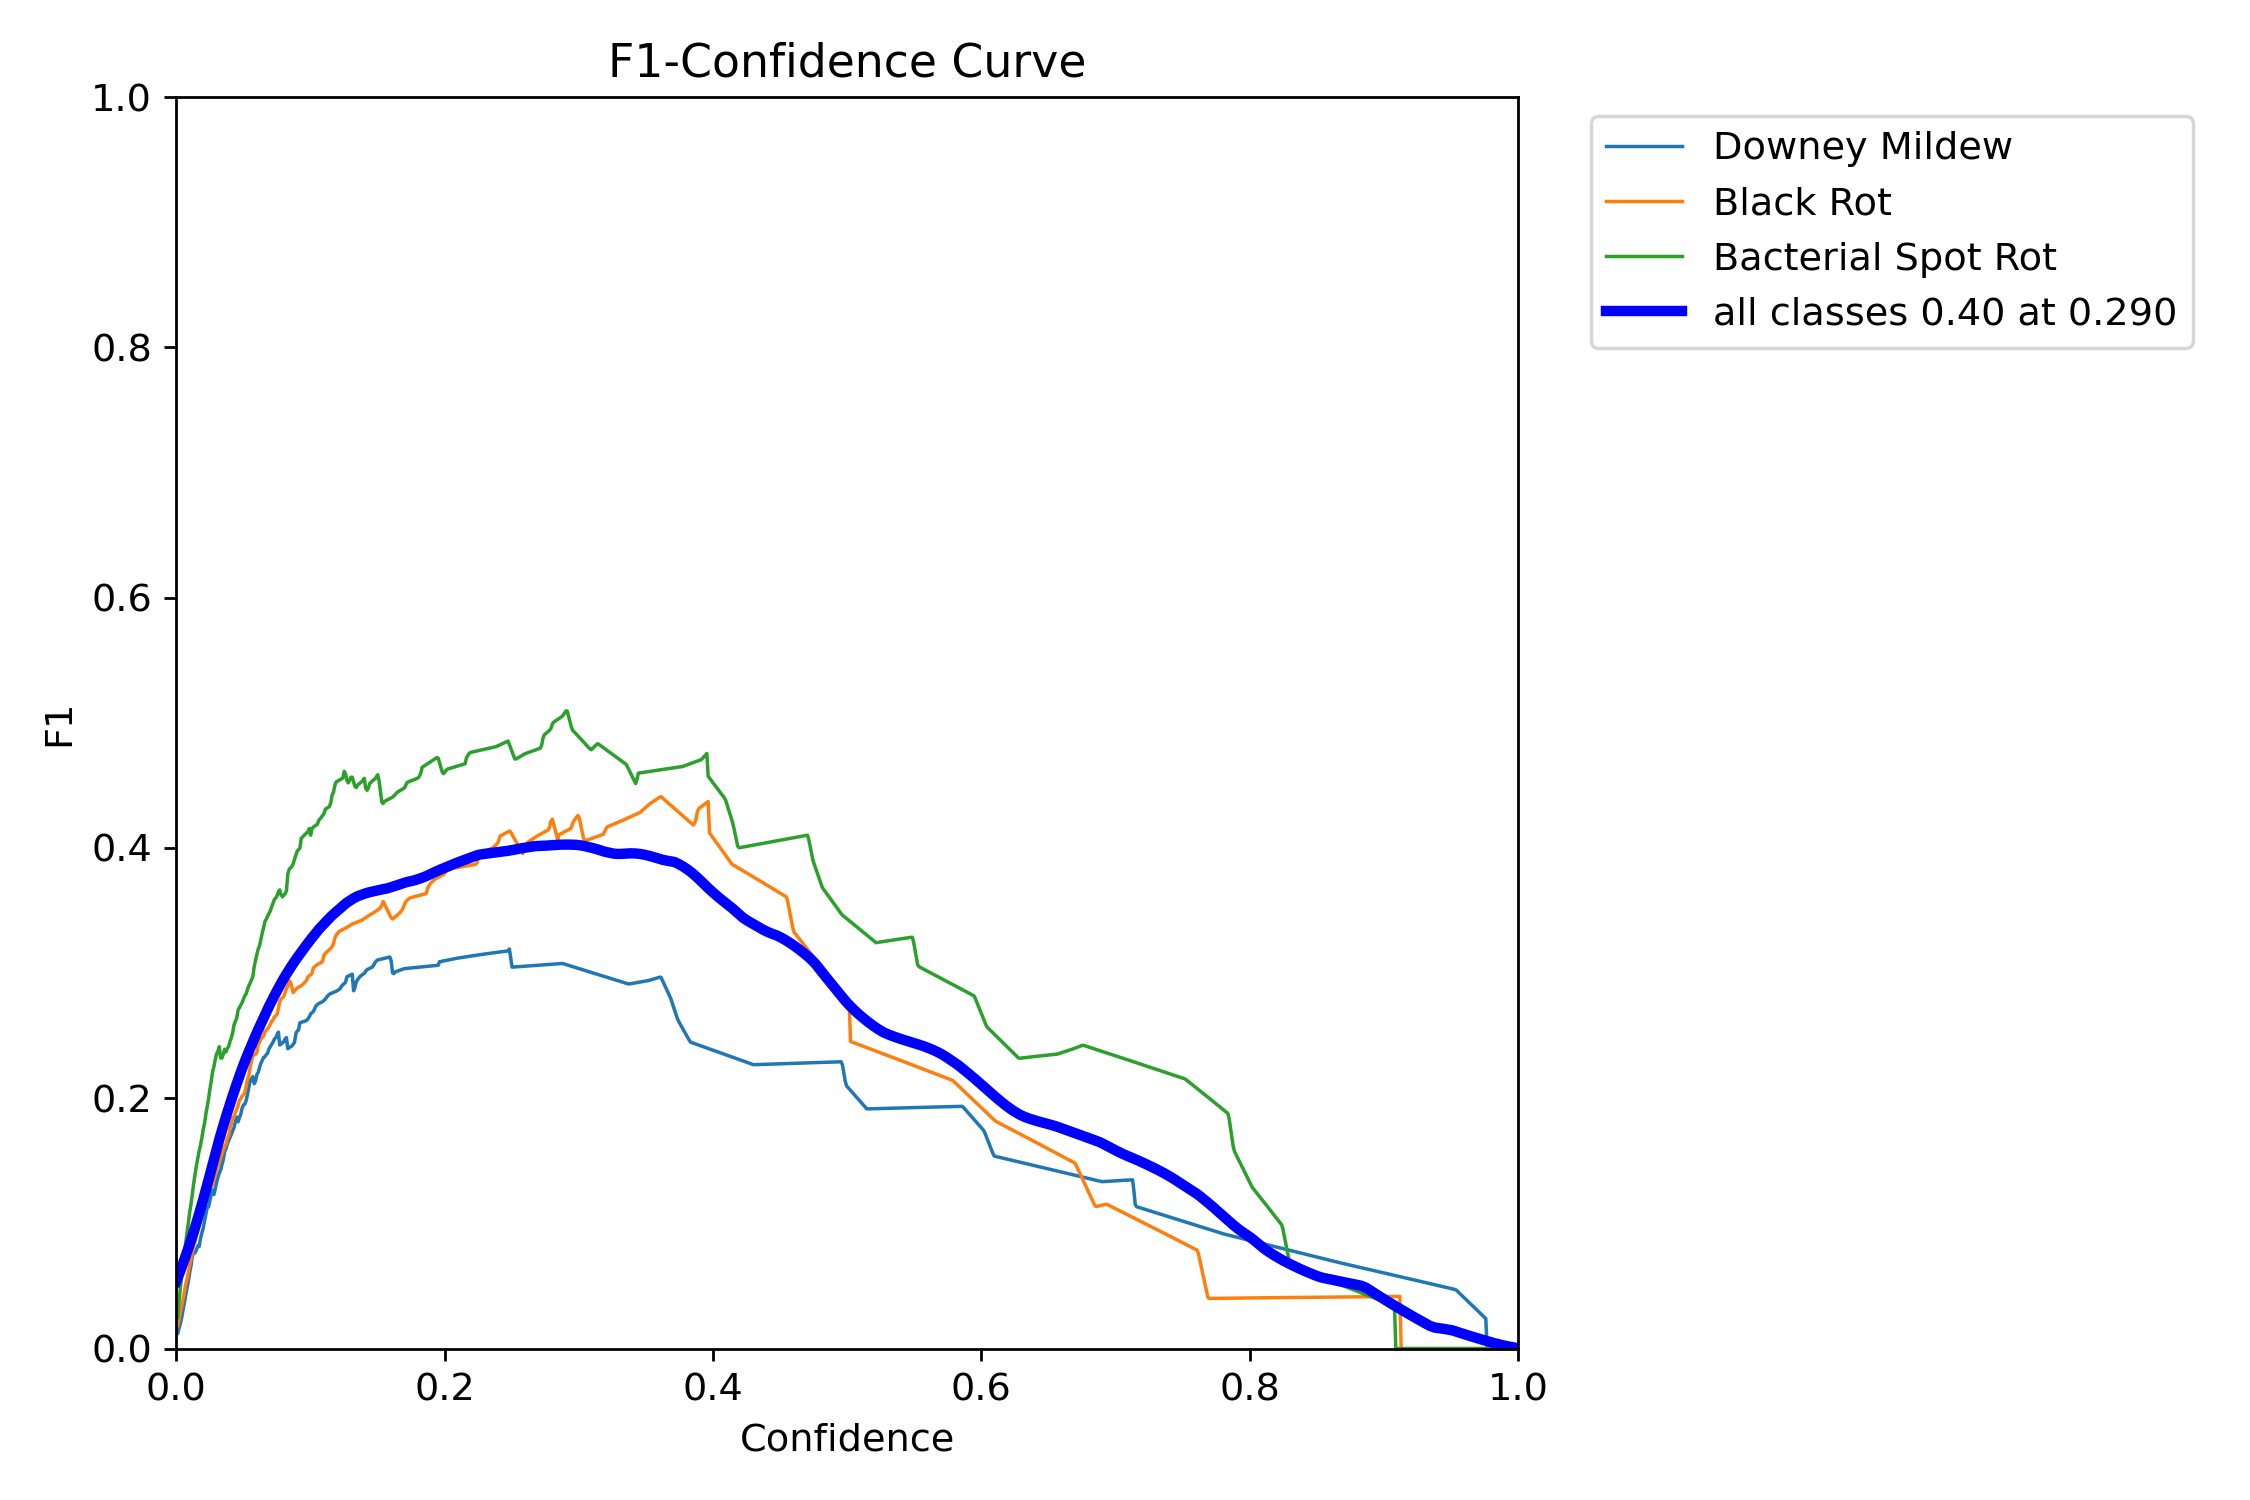 F1-Confidence Curve
1.0
0.8
0.6
0.4
0.2
0.0
F1
0.0 0.2 0.4 0.6 0.8 1.0
Confidence
Downey Mildew
Black Rot
Bacterial Spot Rot
all classes 0.40 at 0.290